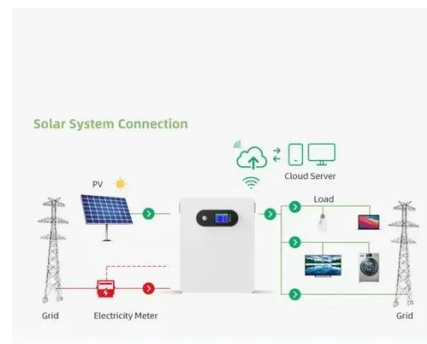 Solar System Connection
Cloud Server
PV
Load
Grid
Electricity Meter
Grid